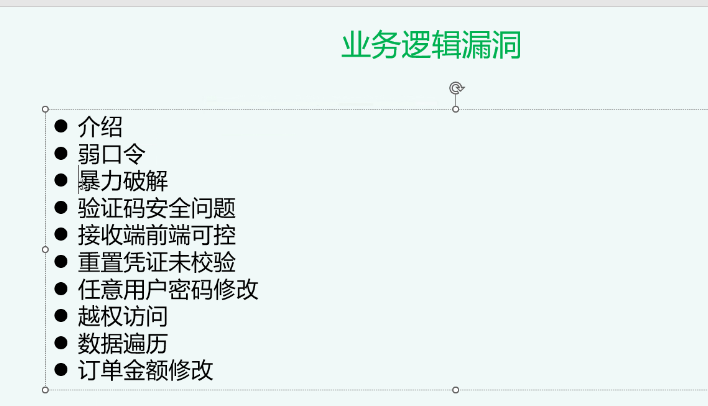 业务逻辑漏洞
● 介绍
● 弱口令
● 暴力破解
● 验证码安全问题
● 接收端前端可控
● 重置凭证未校验
● 任意用户密码修改
● 越权访问
● 数据遍历
● 订单金额修改